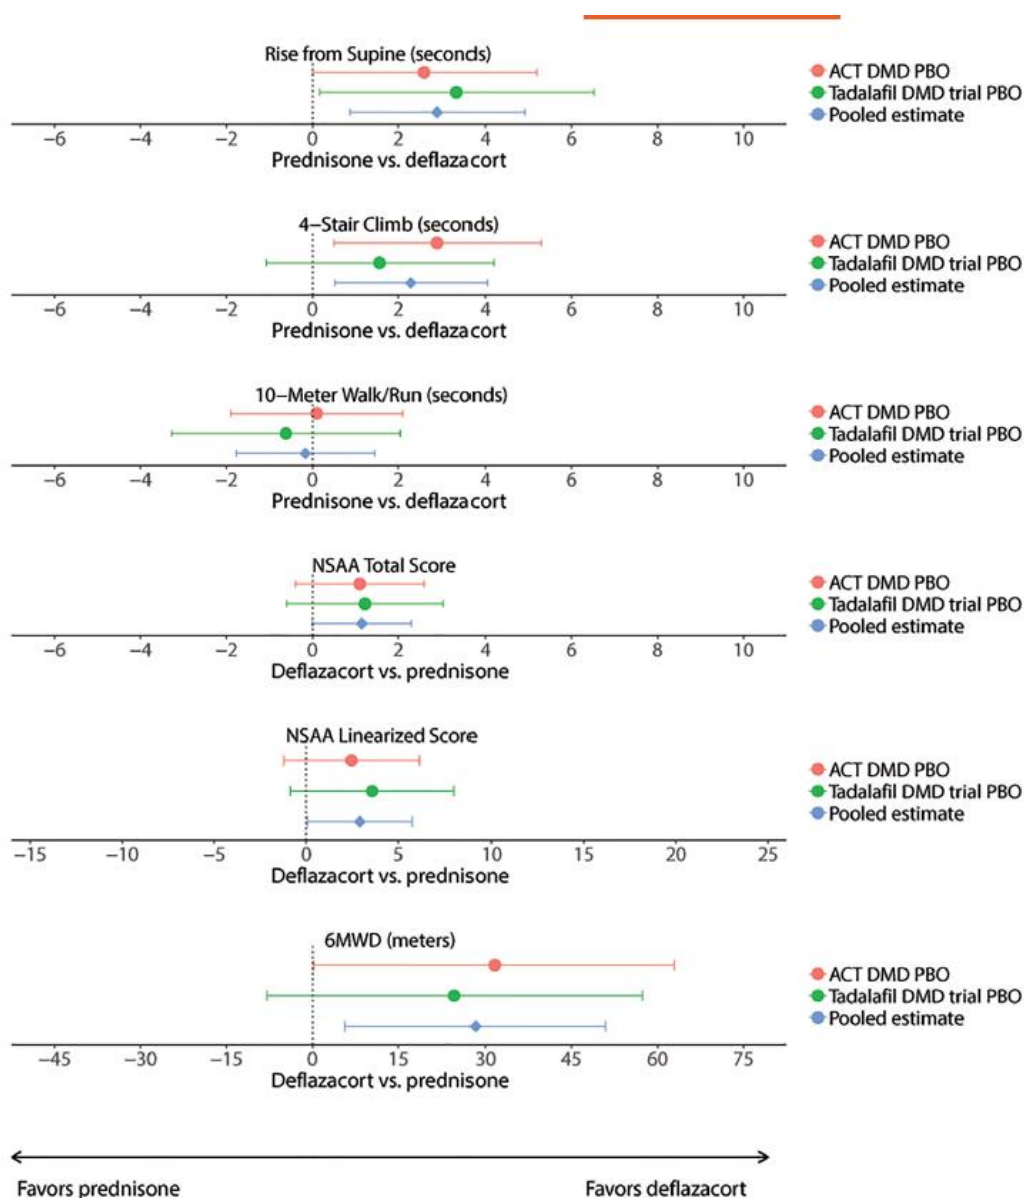 Rise from Supine (seconds)
ACT DMD PBO
Tadalafil DMD trial PBO
Pooled estimate
−6 −4 −2 0 2 4 6 8 10
Prednisone vs. deflazacort
4−Stair Climb (seconds)
ACT DMD PBO
Tadalafil DMD trial PBO
Pooled estimate
−6 −4 −2 0 2 4 6 8 10
Prednisone vs. deflazacort
10−Meter Walk/Run (seconds)
ACT DMD PBO
Tadalafil DMD trial PBO
Pooled estimate
−6 −4 −2 0 2 4 6 8 10
Prednisone vs. deflazacort
NSAA Total Score
ACT DMD PBO
Tadalafil DMD trial PBO
Pooled estimate
−6 −4 −2 0 2 4 6 8 10
Deflazacort vs. prednisone
NSAA Linearized Score
ACT DMD PBO
Tadalafil DMD trial PBO
Pooled estimate
−15 −10 −5 0 5 10 15 20 25
Deflazacort vs. prednisone
6MWD (meters)
ACT DMD PBO
Tadalafil DMD trial PBO
Pooled estimate
−45 −30 −15 0 15 30 45 60 75
Deflazacort vs. prednisone
Favors prednisone Favors deflazacort